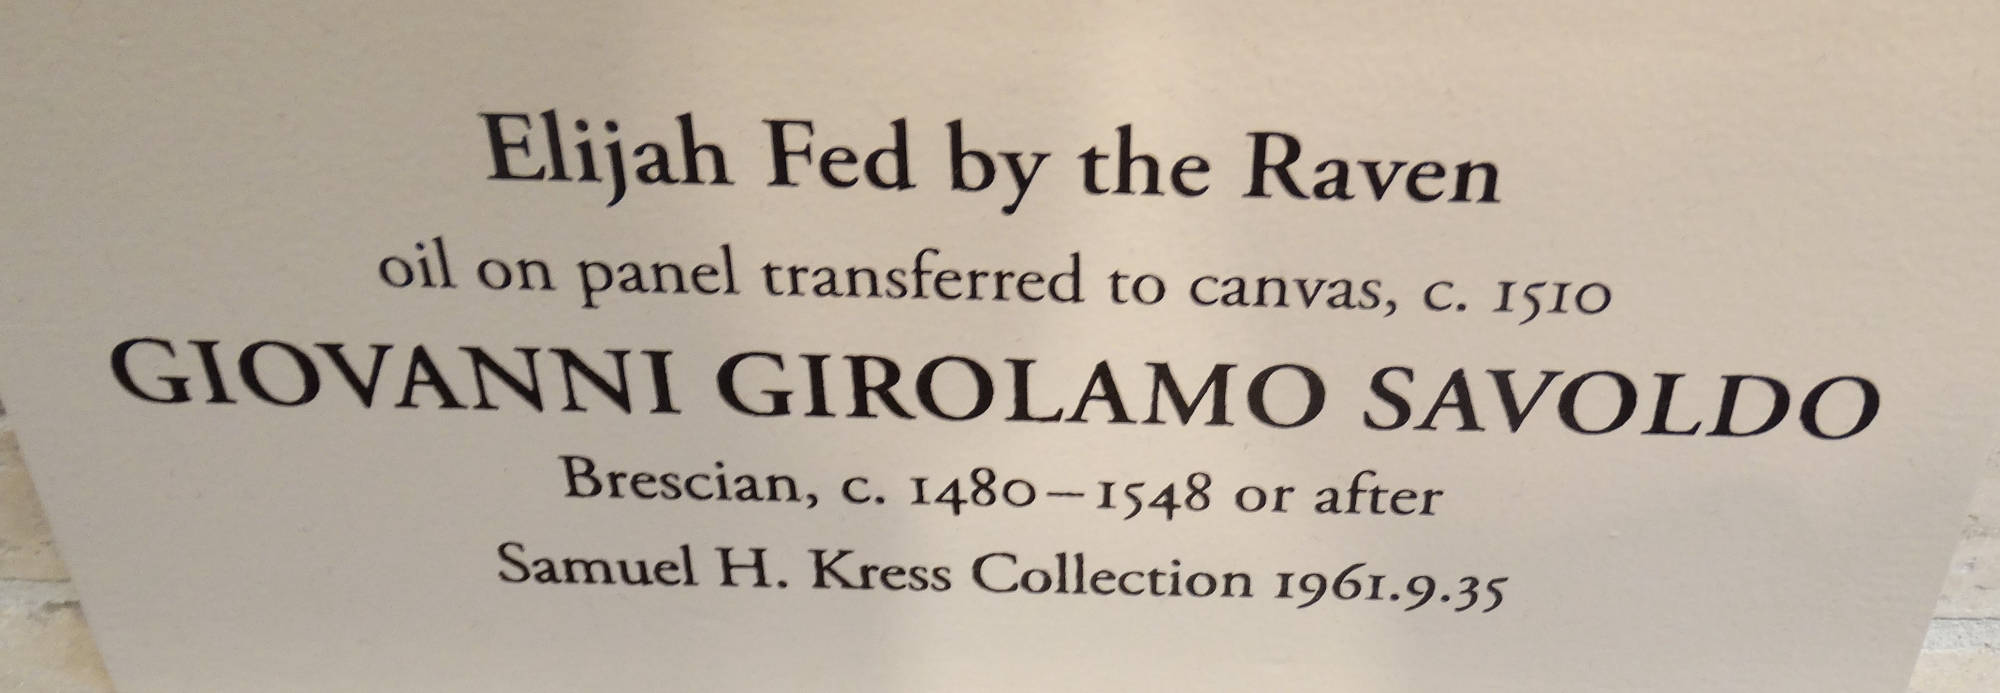 Elijah Fed by the Raven
oil on panel transferred to canvas, c. 1510
GIOVANNI GIROLAMO SAVOLDO
Brescian, c. 1480–1548 or after
Samuel H. Kress Collection 1961.9.35